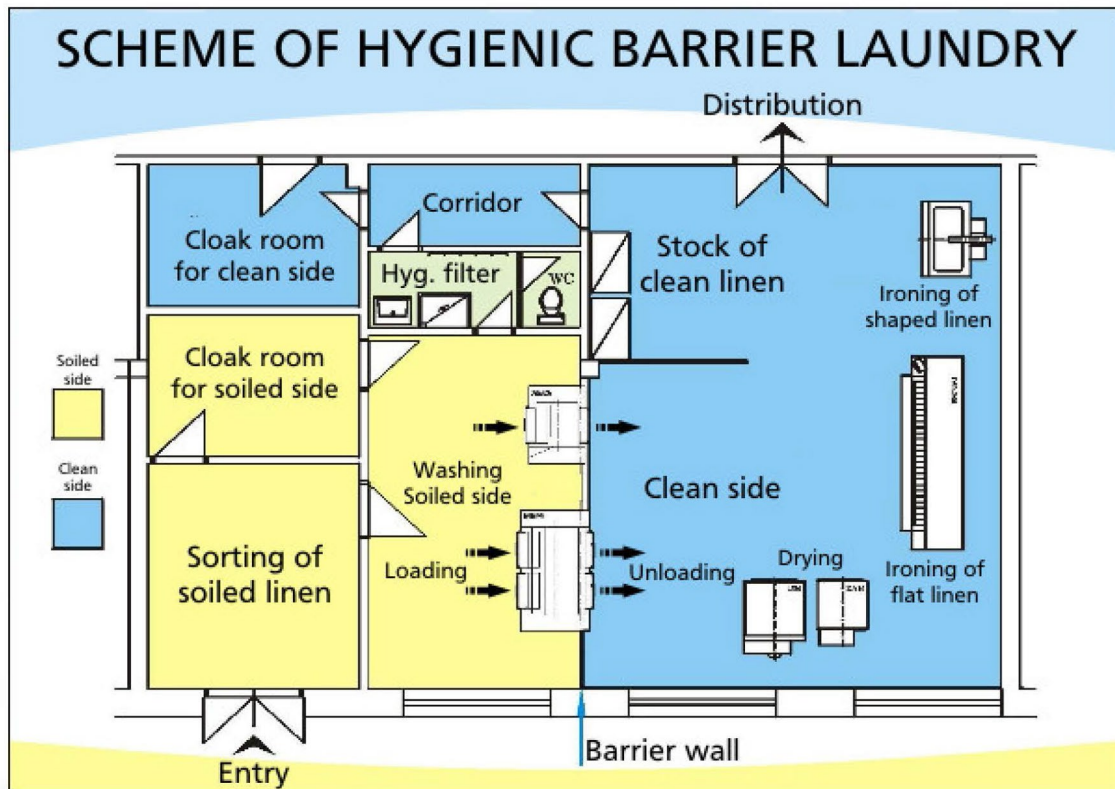 SCHEME OF HYGIENIC BARRIER LAUNDRY
Distribution
Corridor
Cloak room
for clean side
Hyg. filter
WC
Stock of
clean linen
Ironing of
shaped linen
Cloak room
for soiled side
Soiled
side
Clean
side
Washing
Soiled side
Clean side
Sorting of
soiled linen
Loading
Unloading
Drying
Ironing of
flat linen
Barrier wall
Entry